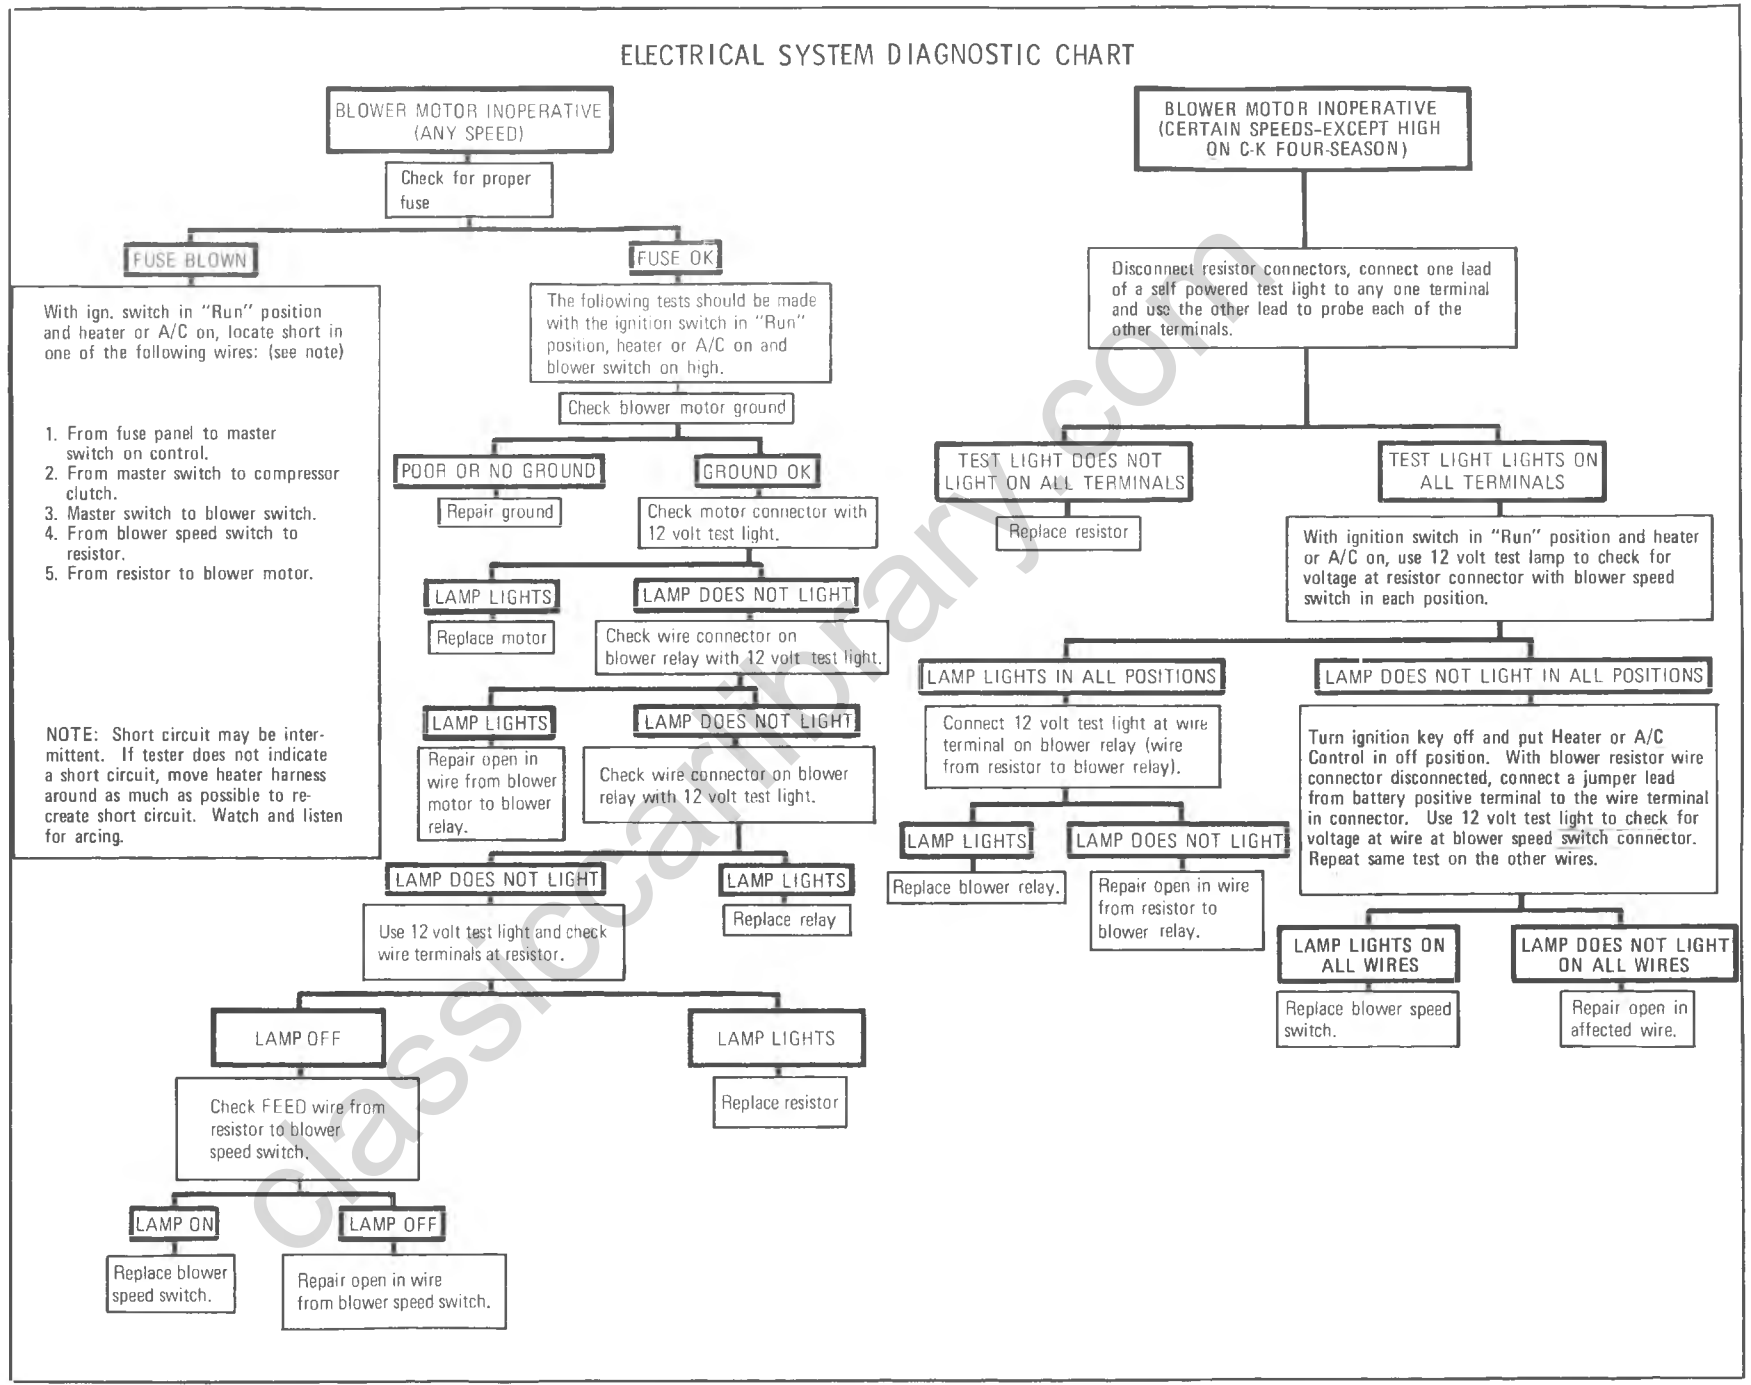 ELECTRICAL SYSTEM DIAGNOSTIC CHART
BLOWER MOTOR INOPERATIVE
(ANY SPEED)
Check for proper
fuse
FUSE BLOWN
With ign. switch in "Run" position
and heater or A/C on, locate short in
one of the following wires: (see note)
1. From fuse panel to master
switch on control.
2. From master switch to compressor
clutch.
3. Master switch to blower switch.
4. From blower speed switch to
resistor.
5. From resistor to blower motor.
NOTE: Short circuit may be inter-
mittent. If tester does not indicate
a short circuit, move heater harness
around as much as possible to re-
create short circuit. Watch and listen
for arcing.
FUSE OK
The following tests should be made
with the ignition switch in "Run"
position, heater or A/C on and
blower switch on high.
Check blower motor ground
POOR OR NO GROUND
Repair ground
GROUND OK
Check motor connector with
12 volt test light.
LAMP LIGHTS
Replace motor
LAMP DOES NOT LIGHT
Check wire connector on
blower relay with 12 volt test light.
LAMP LIGHTS
Repair open in
wire from blower
motor to blower
relay.
LAMP DOES NOT LIGHT
Check wire connector on blower
relay with 12 volt test light.
LAMP DOES NOT LIGHT
Use 12 volt test light and check
wire terminals at resistor.
LAMP LIGHTS
Replace relay
LAMP OFF
Check FEED wire from
resistor to blower
speed switch.
LAMP LIGHTS
Replace resistor
LAMP ON
Replace blower
speed switch.
LAMP OFF
Repair open in wire
from blower speed switch.
BLOWER MOTOR INOPERATIVE
(CERTAIN SPEEDS-EXCEPT HIGH
ON C-K FOUR-SEASON)
Disconnect resistor connectors, connect one lead
of a self powered test light to any one terminal
and use the other lead to probe each of the
other terminals.
TEST LIGHT DOES NOT
LIGHT ON ALL TERMINALS
Replace resistor
TEST LIGHT LIGHTS ON
ALL TERMINALS
With ignition switch in "Run" position and heater
or A/C on, use 12 volt test lamp to check for
voltage at resistor connector with blower speed
switch in each position.
LAMP LIGHTS IN ALL POSITIONS
Connect 12 volt test light at wire
terminal on blower relay (wire
from resistor to blower relay).
LAMP LIGHTS
Replace blower relay.
LAMP DOES NOT LIGHT
Repair open in wire
from resistor to
blower relay.
LAMP DOES NOT LIGHT IN ALL POSITIONS
Turn ignition key off and put Heater or A/C
Control in off position. With blower resistor wire
connector disconnected, connect a jumper lead
from battery positive terminal to the wire terminal
in connector. Use 12 volt test light to check for
voltage at wire at blower speed switch connector.
Repeat same test on the other wires.
LAMP LIGHTS ON
ALL WIRES
Replace blower speed
switch.
LAMP DOES NOT LIGHT
ON ALL WIRES
Repair open in
affected wire.
classiccarlibrary.com